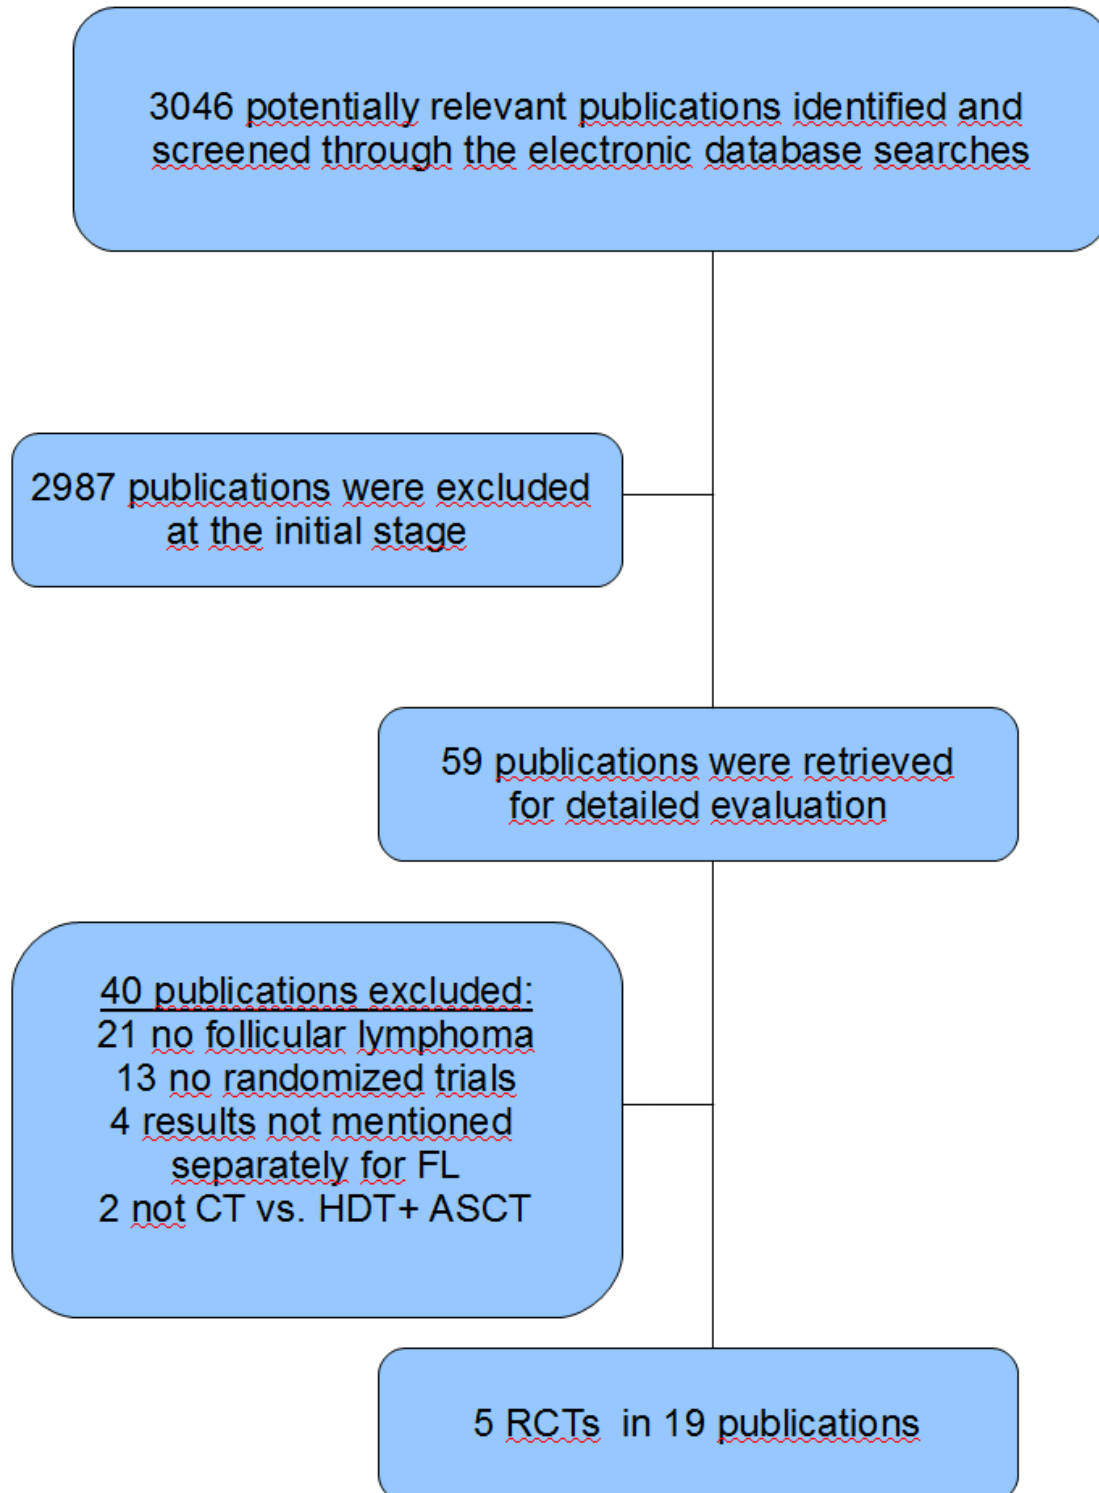 3046 potentially relevant publications identified and
screened through the electronic database searches
2987 publications were excluded
at the initial stage
59 publications were retrieved
for detailed evaluation
40 publications excluded:
21 no follicular lymphoma
13 no randomized trials
4 results not mentioned
separately for FL
2 not CT vs. HDT+ ASCT
5 RCTs in 19 publications